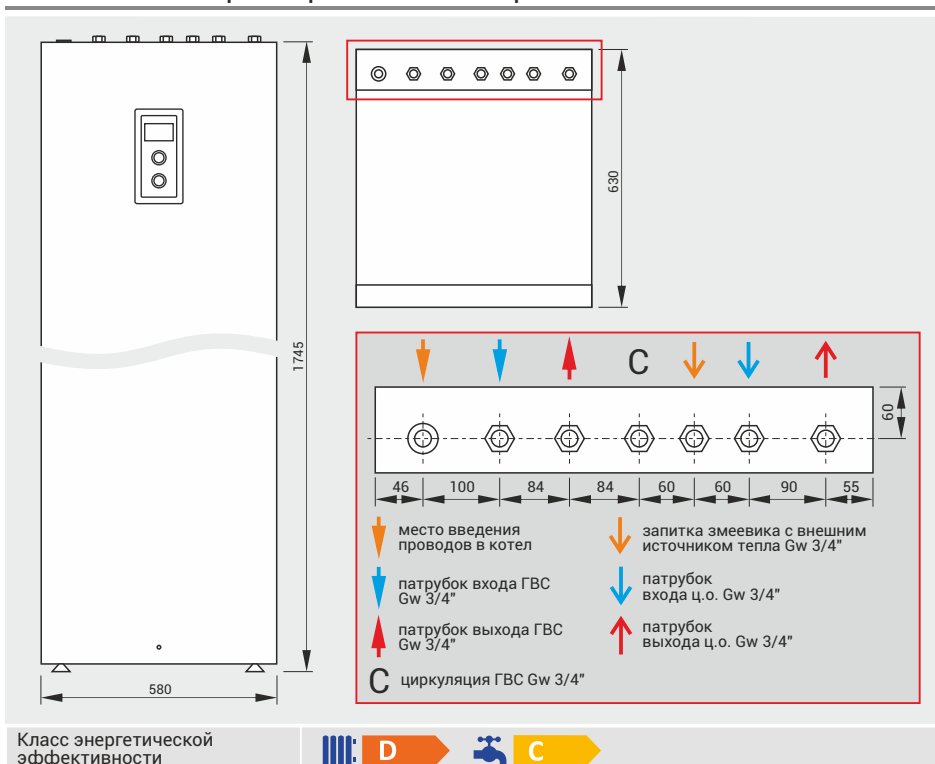 1745
580
630
C
60
46 100 84 84 60 60 90 55
место введения
проводов в котел
патрубок входа ГВС
Gw 3/4"
патрубок выхода ГВС
Gw 3/4"
C циркуляция ГВС Gw 3/4"
запитка змеевика с внешним
источником тепла Gw 3/4"
патрубок
входа ц.о. Gw 3/4"
патрубок
выхода ц.о. Gw 3/4"
Класс энергетической
эффективности
D
C